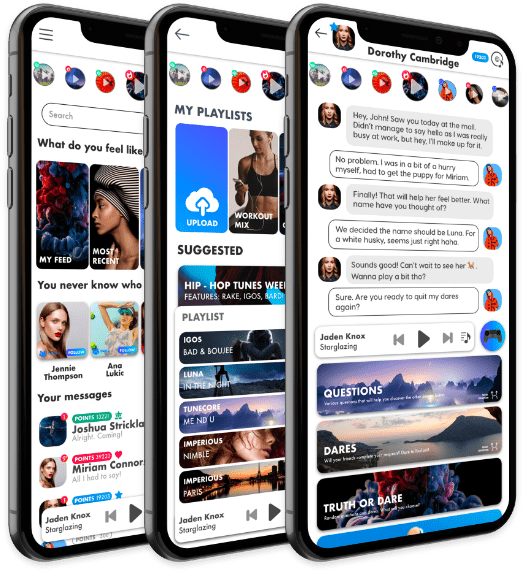 Search
What do you feel like
MY FEED
MOST
RECENT
You never know who
FOLLOW
FOLLOW
Jennie
Thompson
Ana
Lukic
Your messages
POINTS 13221
Joshua Strickla
Alright. Coming!
Miriam Connors
All I had to say!
Jaden Knox
Starglazing
MY PLAYLISTS
UPLOAD
WORKOUT
MIX
SUGGESTED
HIP - HOP TUNES WEE
FEATURES: RAKE, IGOS, BARDI
PLAYLIST
IGOS
BAD & BOUJEE
LUNA
IN THE NIGHT
TUNECORE
ME ND U
IMPERIOUS
NIMBLE
IMPERIOUS
PARIS
Jaden Knox
Starglazing
Dorothy Cambridge
Hey, John! Saw you today at the mall.
Didn't manage to say hello as I was really
busy at work, but hey, I'll make up for it.
No problem. I was in a bit of a hurry
myself, had to get the puppy for Miriam.
Finally! That will help her feel better. What
name have you thought of?
We decided the name should be Luna. For
a white husky, seems just right haha.
Sounds good! Can't wait to see her 🐕.
Wanna play a bit tho?
Sure. Are you ready to quit my dares
again?
Jaden Knox
Starglazing
QUESTIONS
DARES
TRUTH OR DARE